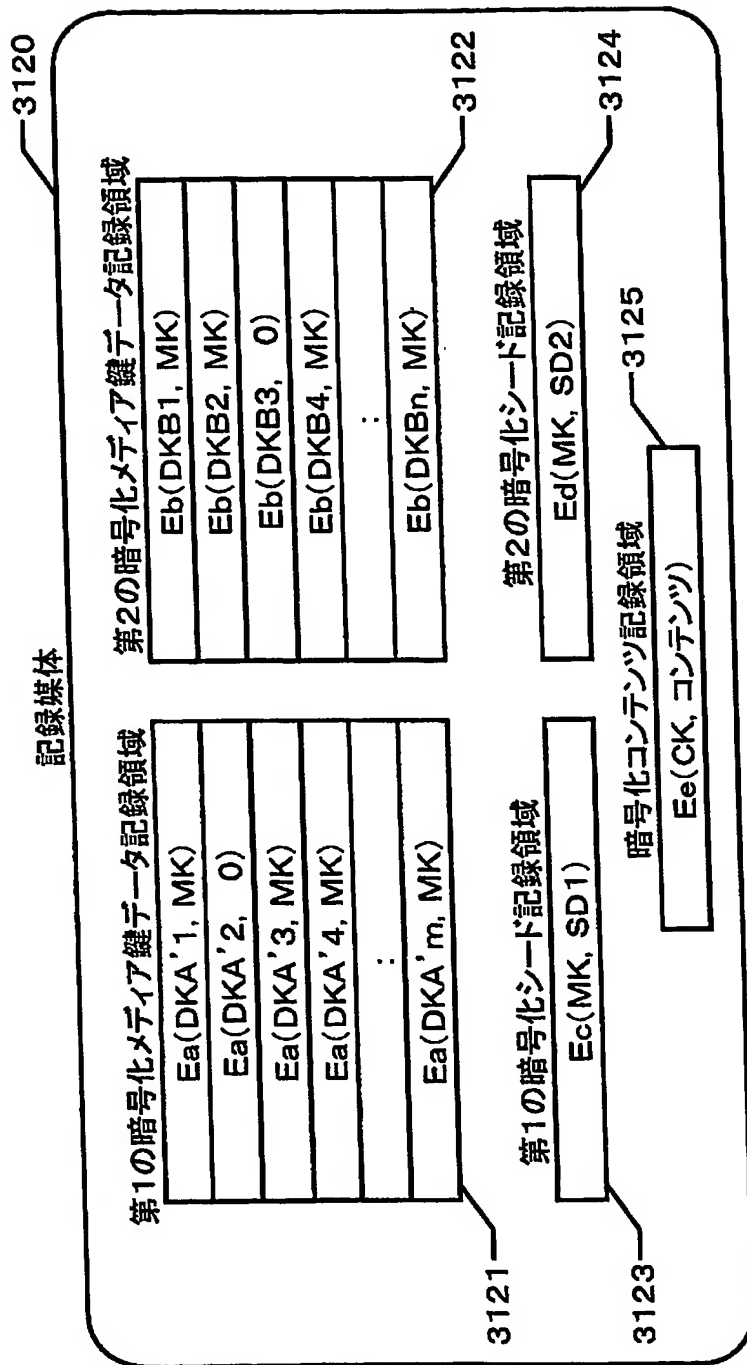 記録媒体
3120
第1の暗号化メディア鍵データ記録領域
Ea(DKA'1, MK)
Ea(DKA'2, 0)
Ea(DKA'3, MK)
Ea(DKA'4, MK)
:
Ea(DKA'm, MK)
3121
第2の暗号化メディア鍵データ記録領域
Eb(DKB1, MK)
Eb(DKB2, MK)
Eb(DKB3, 0)
Eb(DKB4, MK)
:
Eb(DKBn, MK)
3122
第1の暗号化シード記録領域
Ec(MK, SD1)
3123
第2の暗号化シード記録領域
Ed(MK, SD2)
3124
暗号化コンテンツ記録領域
Ee(CK, コンテンツ)
3125